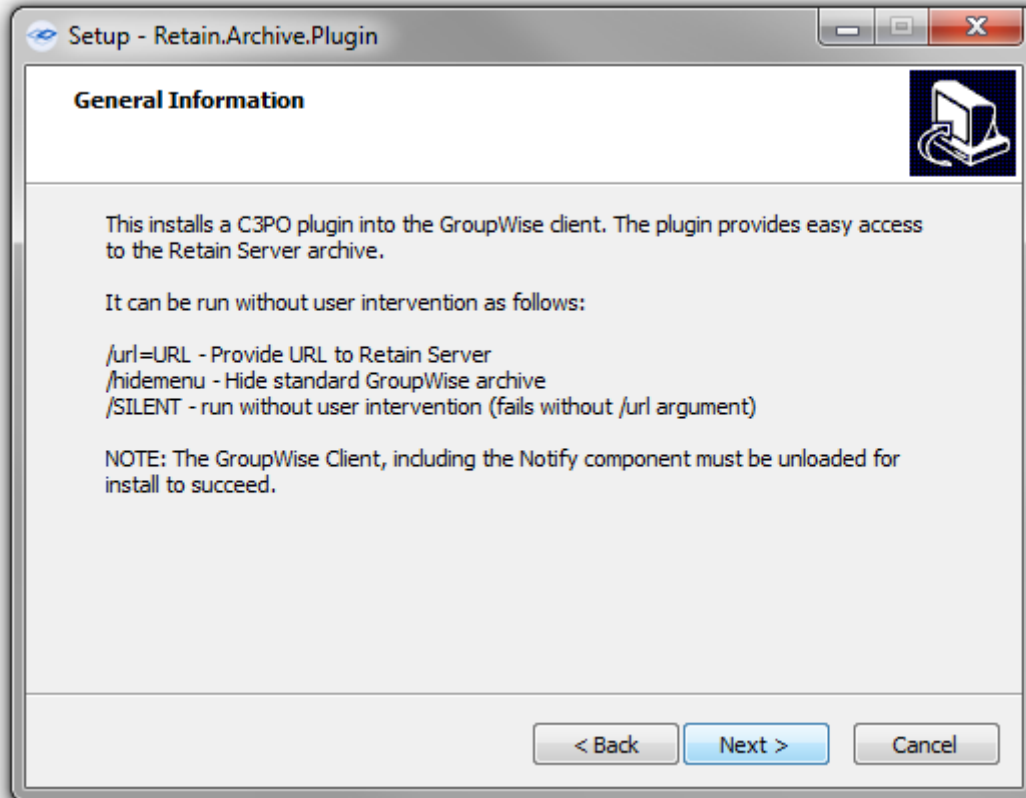 Setup - Retain.Archive.Plugin
General Information
This installs a C3PO plugin into the GroupWise client. The plugin provides easy access
to the Retain Server archive.
It can be run without user intervention as follows:
/url=URL - Provide URL to Retain Server
/hidemenu - Hide standard GroupWise archive
/SILENT - run without user intervention (fails without /url argument)
NOTE: The GroupWise Client, including the Notify component must be unloaded for
install to succeed.
< Back
Next >
Cancel